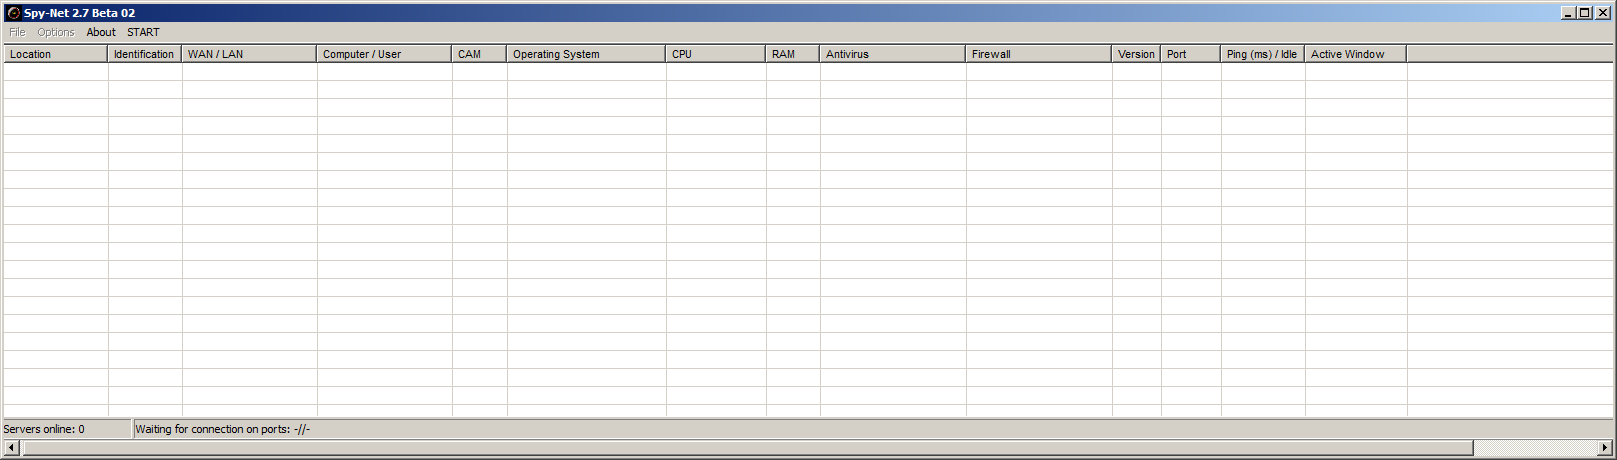 Spy-Net 2.7 Beta 02
File Options About START
Location Identification WAN / LAN Computer / User CAM Operating System CPU RAM Antivirus Firewall Version Port Ping (ms) / Idle Active Window
Servers online: 0 Waiting for connection on ports: -//-